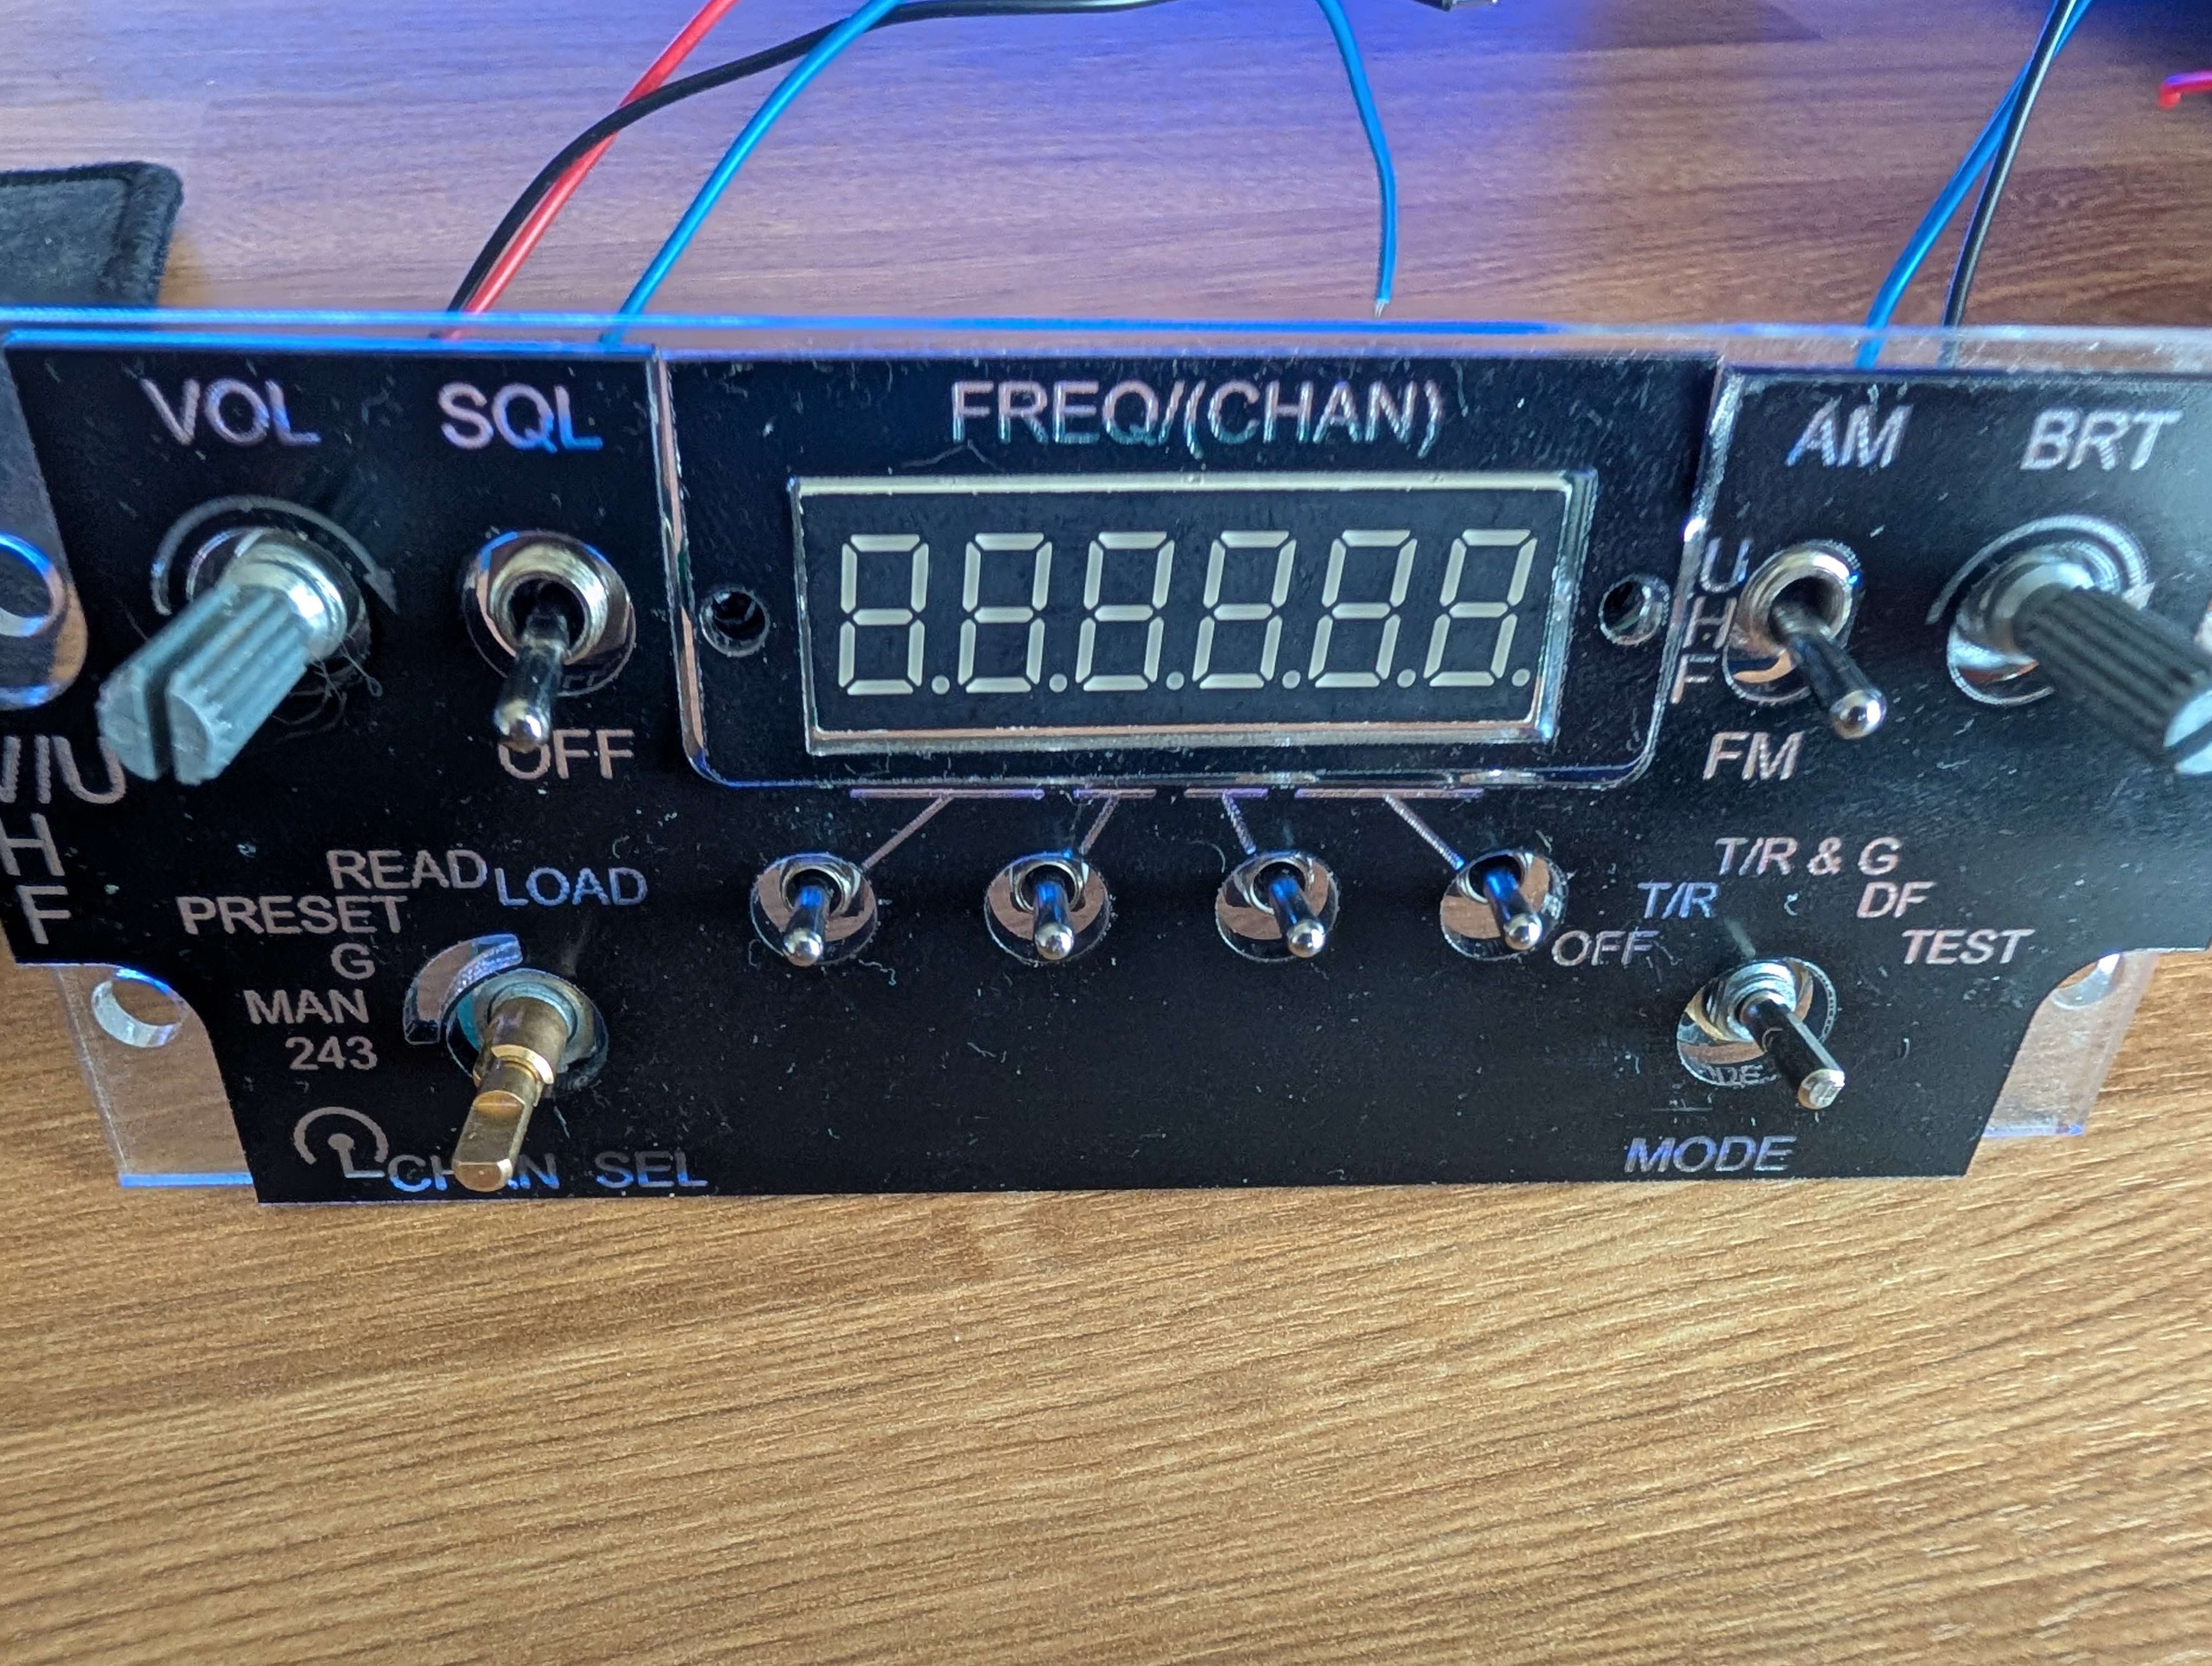 VOL SQL FREQ/(CHAN) AM BRT
U
H
F
OFF FM
V/U
H
F
READ LOAD
PRESET
G
MAN
243
CHAN SEL
T/R & G
T/R DF
OFF TEST
MODE